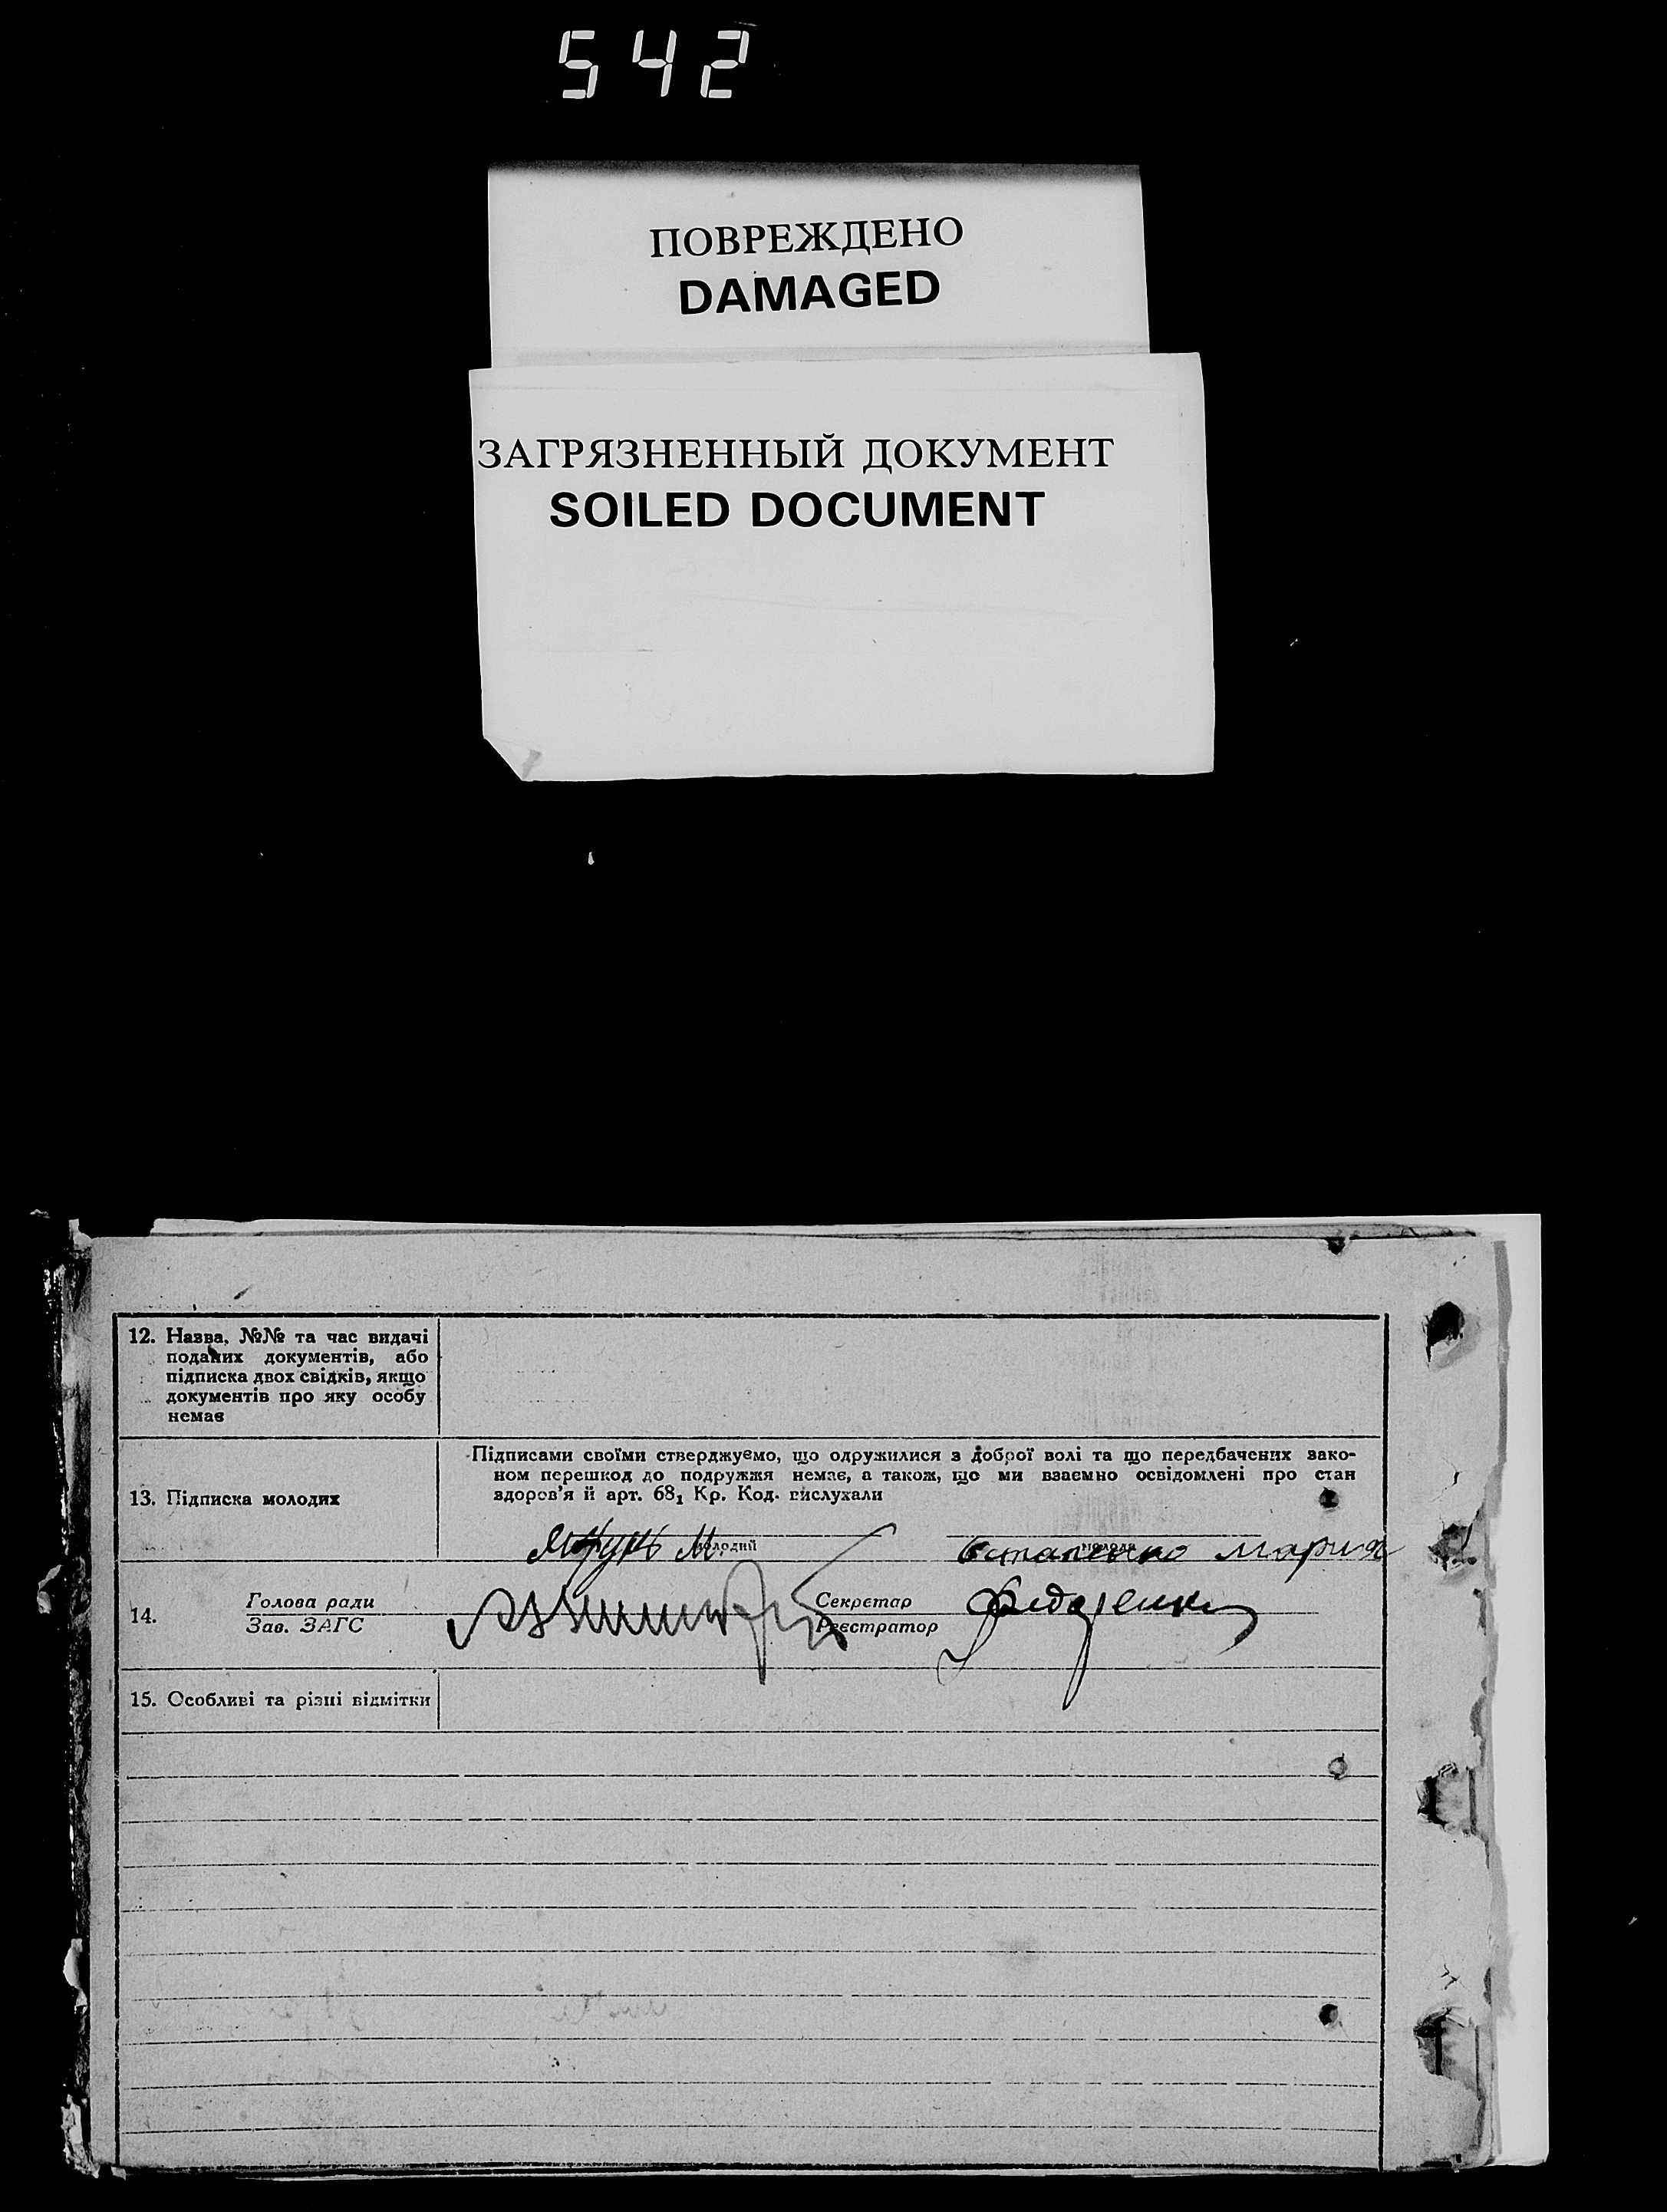 542
ПОВРЕЖДЕНО
DAMAGED
ЗАГРЯЗНЕННЫЙ ДОКУМЕНТ
SOILED DOCUMENT
12. Назва, №№ та час видачі
поданих документів, або
підписка двох свідків, якщо
документів про яку особу
немає
13. Підписка молодих
Підписами своїми стверджуємо, що одружилися з доброї волі та що передбачених зако-
ном перешкод до подружжя немає, а також, що ми взаємно освідомлені про стан
здоров'я й арт. 68₁ Кр. Код. вислухали
М.
молодий
молода
Остапенко Мария
14.
Голова ради
Зав. ЗАГС
Секретар
Реєстратор
15. Особливі та різні відмітки